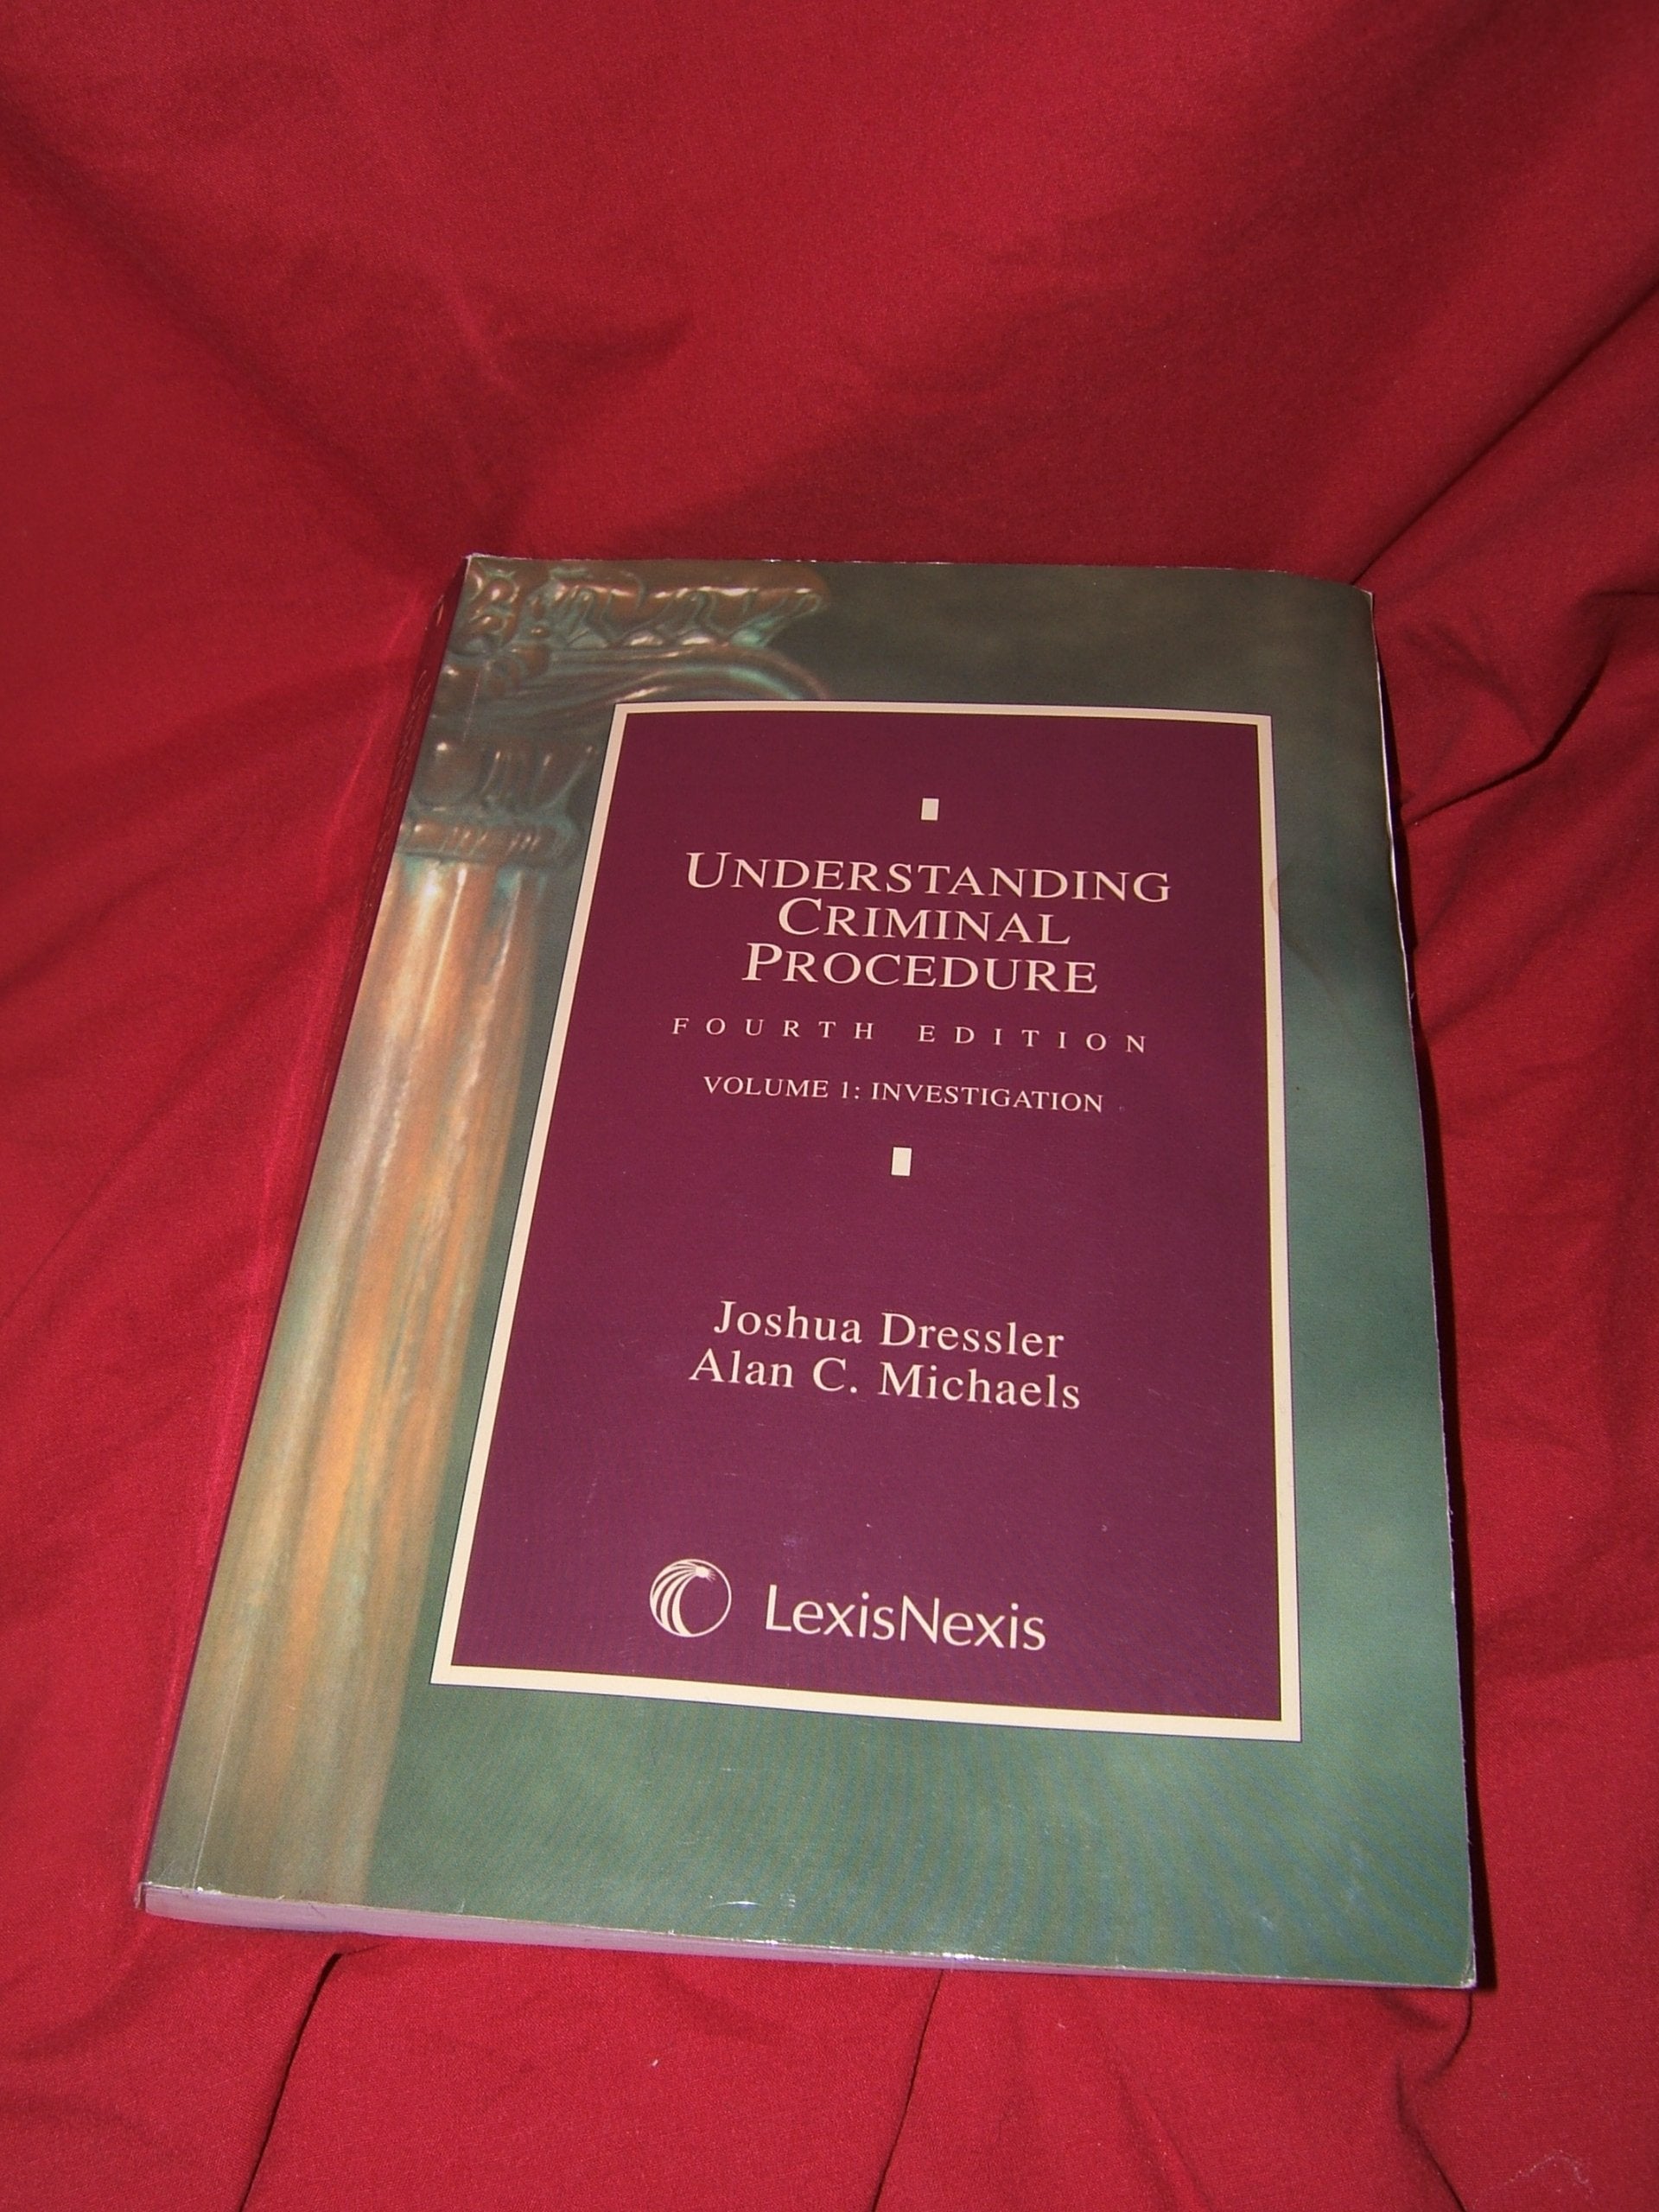 UNDERSTANDING
CRIMINAL
PROCEDURE
FOURTH EDITION
VOLUME 1: INVESTIGATION
Joshua Dressler
Alan C. Michaels
LexisNexis